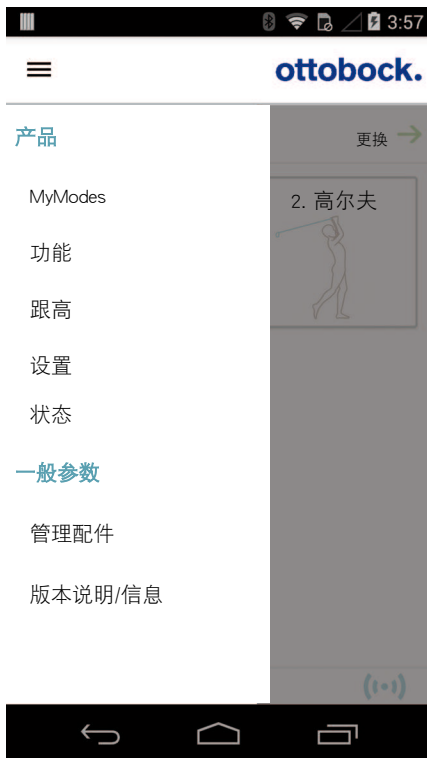 3:57
ottobock.
产品
更换
MyModes
2. 高尔夫
功能
跟高
设置
状态
一般参数
管理配件
版本说明/信息